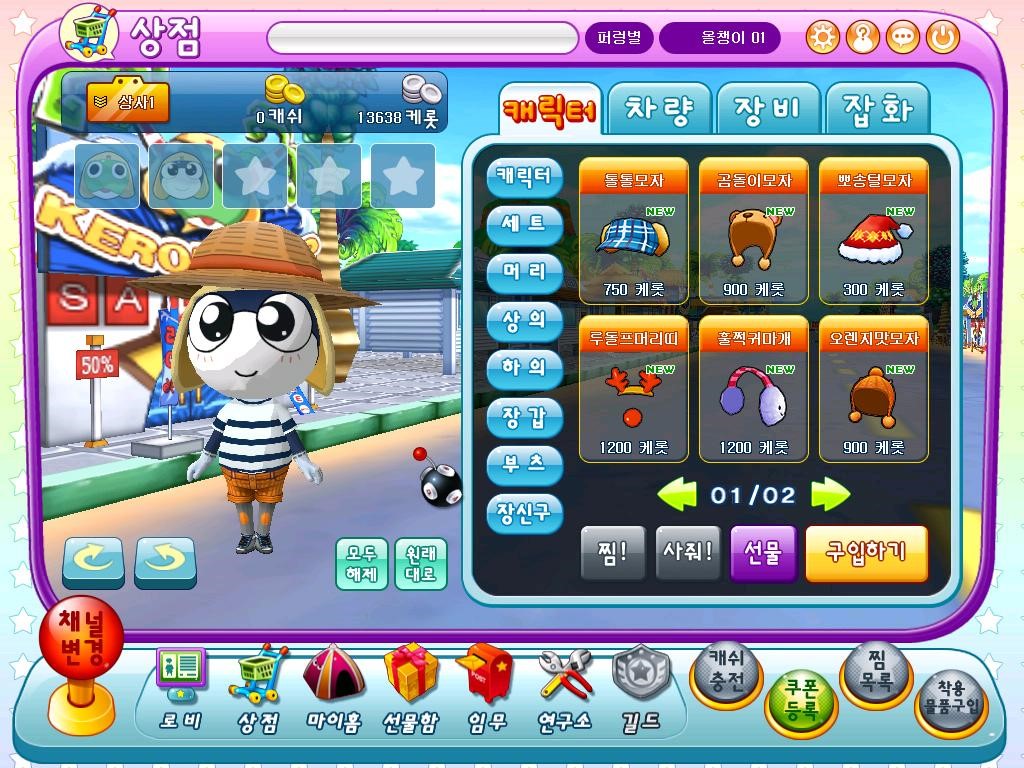 상점
퍼렁별
올챙이 01
상사1
0 캐쉬
13638 케롯
KERO
SA
50%
캐릭터
차량
장비
잡화
캐릭터
세트
머리
상의
하의
장갑
부츠
장신구
톨톨모자
NEW
750 케롯
곰돌이모자
NEW
900 케롯
뽀송털모자
NEW
300 케롯
루돌프머리띠
NEW
1200 케롯
훌쩍귀마개
NEW
1200 케롯
오렌지맛모자
NEW
900 케롯
01/02
찜!
사줘!
선물
구입하기
모두
해제
원래
대로
채널
변경
로비
상점
마이홈
선물함
POST
임무
연구소
길드
캐쉬
충전
쿠폰
등록
찜
목록
착용
물품구입